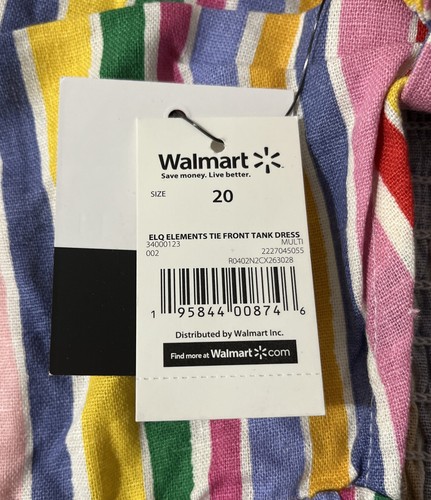 Walmart
Save money. Live better.
SIZE 20
ELQ ELEMENTS TIE FRONT TANK DRESS
34000123 MULTI
002 2227045055
R0402N2CX26302B
1 95844 00874 6
Distributed by Walmart Inc.
Find more at Walmart.com